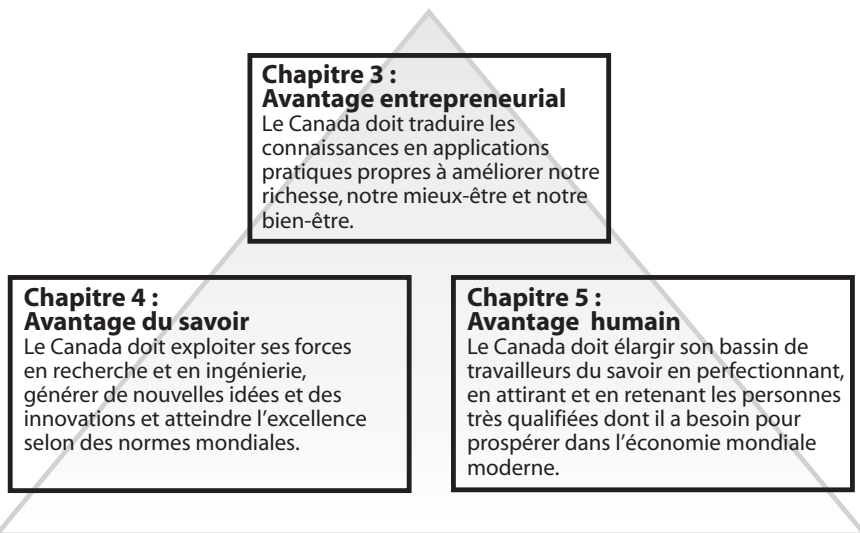 Chapitre 3 :
Avantage entrepreneurial
Le Canada doit traduire les
connaissances en applications
pratiques propres à améliorer notre
richesse, notre mieux-être et notre
bien-être.
Chapitre 4 :
Avantage du savoir
Le Canada doit exploiter ses forces
en recherche et en ingénierie,
générer de nouvelles idées et des
innovations et atteindre l’excellence
selon des normes mondiales.
Chapitre 5 :
Avantage humain
Le Canada doit élargir son bassin de
travailleurs du savoir en perfectionnant,
en attirant et en retenant les personnes
très qualifiées dont il a besoin pour
prospérer dans l’économie mondiale
moderne.